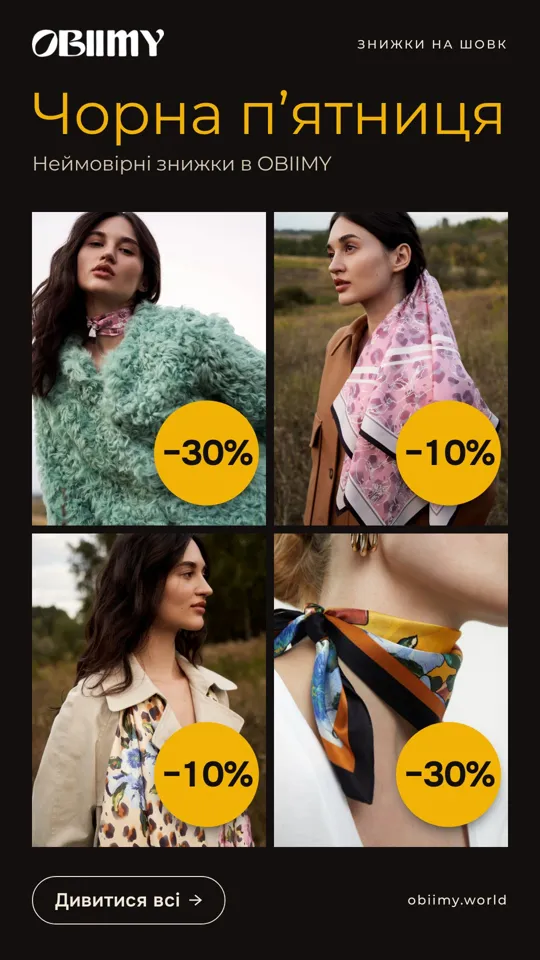 OBIIMY
ЗНИЖКИ НА ШОВК
Чорна п’ятниця
Неймовірні знижки в OBIIMY
-30%
-10%
-10%
-30%
Дивитися всі →
obiimy.world